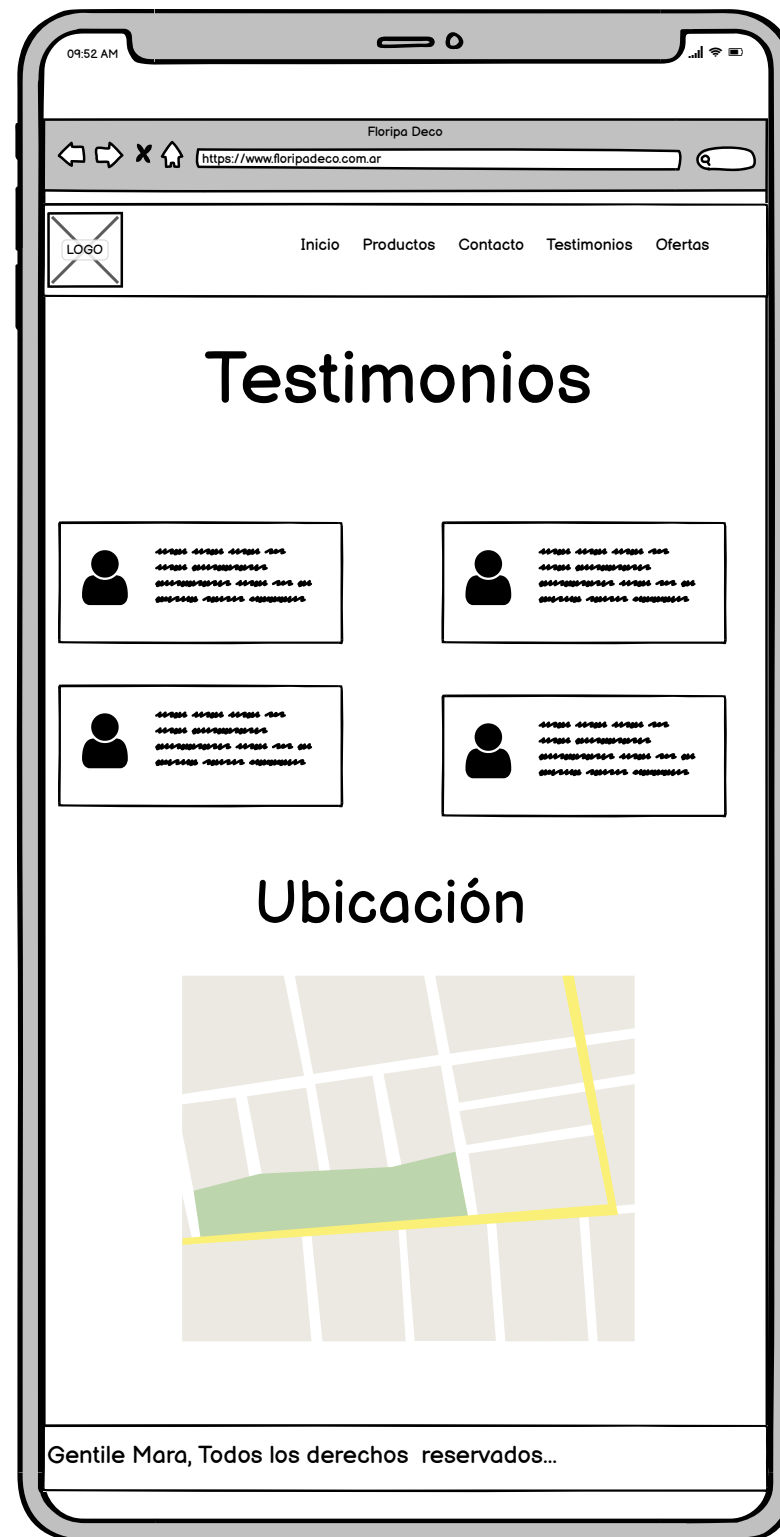 09:52 AM
Floripa Deco
https://www.floripadeco.com.ar
LOGO
Inicio Productos Contacto Testimonios Ofertas
Testimonios
Ubicación
Gentile Mara, Todos los derechos reservados...